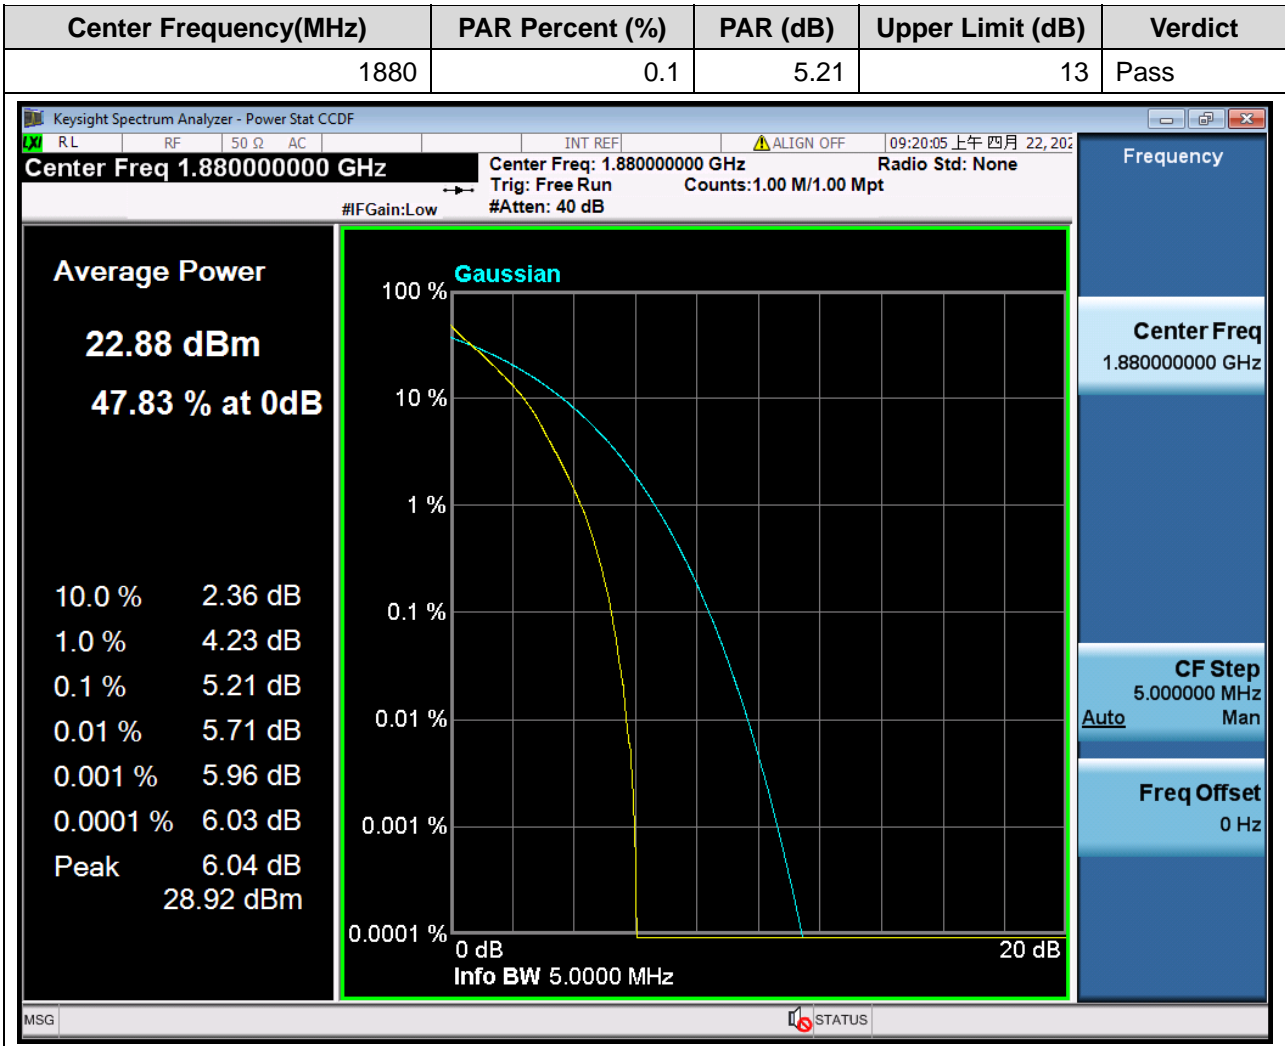 Center Frequency(MHz) PAR Percent (%) PAR (dB) Upper Limit (dB) Verdict
1880 0.1 5.21 13 Pass
Keysight Spectrum Analyzer - Power Stat CCDF
LXI RL RF 50 Ω AC INT REF ALIGN OFF 09:20:05 上午 四月 22, 202
Center Freq 1.880000000 GHz
Center Freq: 1.880000000 GHz Radio Std: None
Trig: Free Run Counts:1.00 M/1.00 Mpt
#IFGain:Low #Atten: 40 dB
Average Power
22.88 dBm
47.83 % at 0dB
10.0 % 2.36 dB
1.0 % 4.23 dB
0.1 % 5.21 dB
0.01 % 5.71 dB
0.001 % 5.96 dB
0.0001 % 6.03 dB
Peak 6.04 dB
28.92 dBm
Gaussian
100 %
10 %
1 %
0.1 %
0.01 %
0.001 %
0.0001 %
0 dB 20 dB
Info BW 5.0000 MHz
Frequency
Center Freq
1.880000000 GHz
CF Step
5.000000 MHz
Auto Man
Freq Offset
0 Hz
MSG STATUS